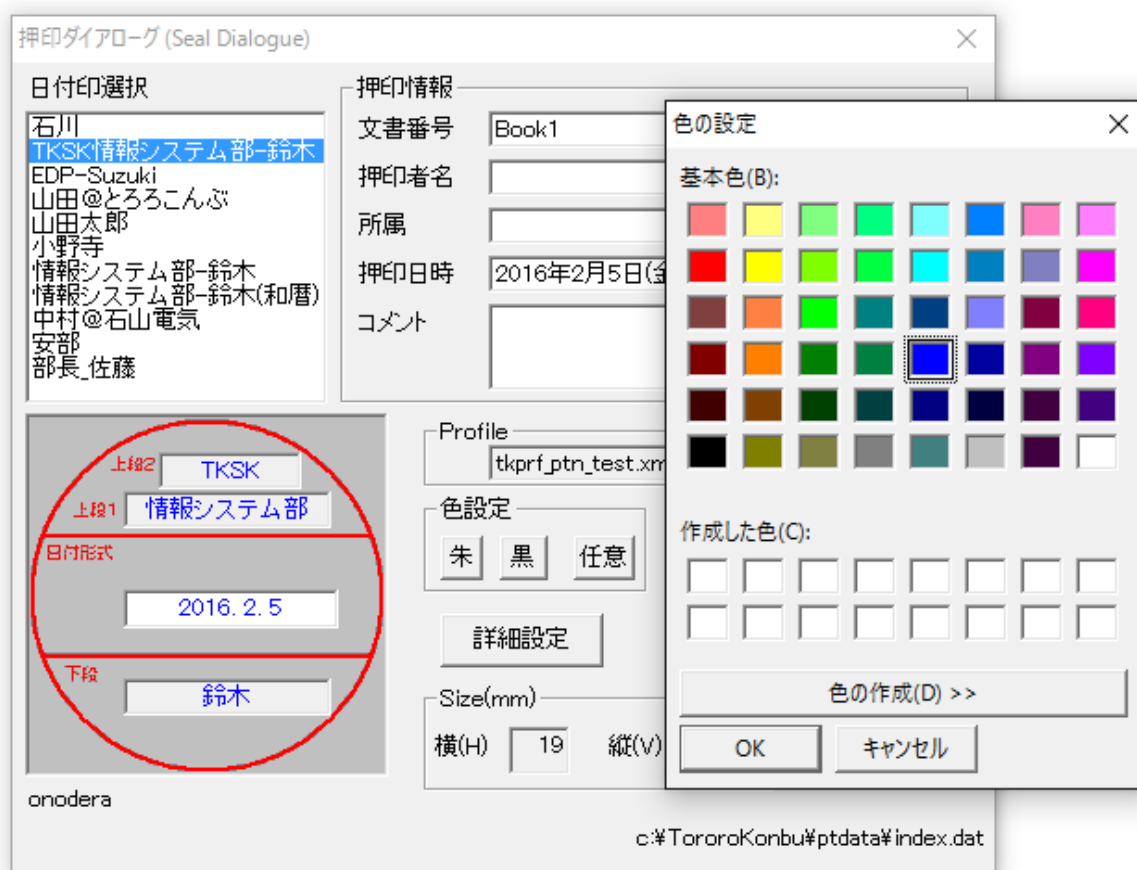 押印ダイアローグ (Seal Dialogue)
日付印選択
石川
TKSK情報システム部-鈴木
EDP-Suzuki
山田@とろろこんぶ
山田太郎
小野寺
情報システム部-鈴木
情報システム部-鈴木(和暦)
中村@石山電気
安部
部長_佐藤
押印情報
文書番号 Book1
押印者名
所属
押印日時 2016年2月5日(金
コメント
上段2 TKSK
上段1 情報システム部
日付形式
2016. 2. 5
下段
鈴木
Profile
tkprf_ptn_test.xm
色設定
朱 黒 任意
詳細設定
Size(mm)
横(H) 19 縦(V)
onodera
c:¥TororoKonbu¥ptdata¥index.dat
色の設定
基本色(B):
作成した色(C):
色の作成(D) >>
OK キャンセル